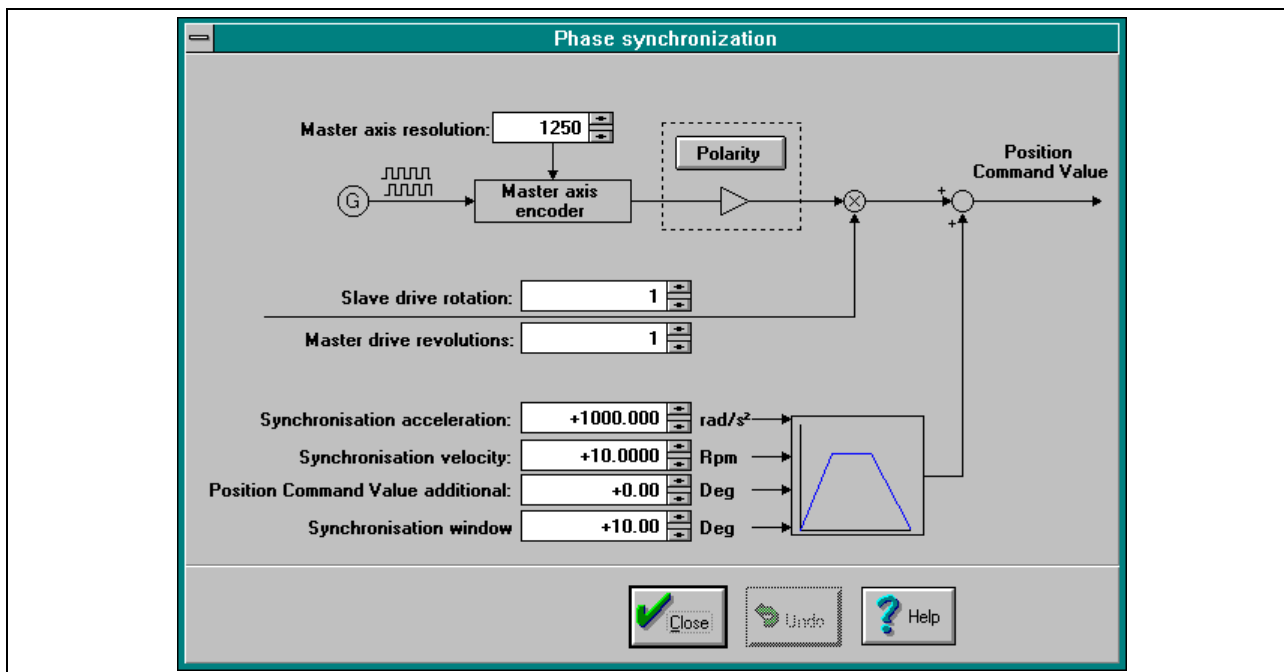 Phase synchronization
Master axis resolution: 1250
Polarity
Position
Command Value
G
Master axis
encoder
+
+
Slave drive rotation: 1
Master drive revolutions: 1
Synchronisation acceleration: +1000.000 rad/s²
Synchronisation velocity: +10.0000 Rpm
Position Command Value additional: +0.00 Deg
Synchronisation window +10.00 Deg
Close Undo Help